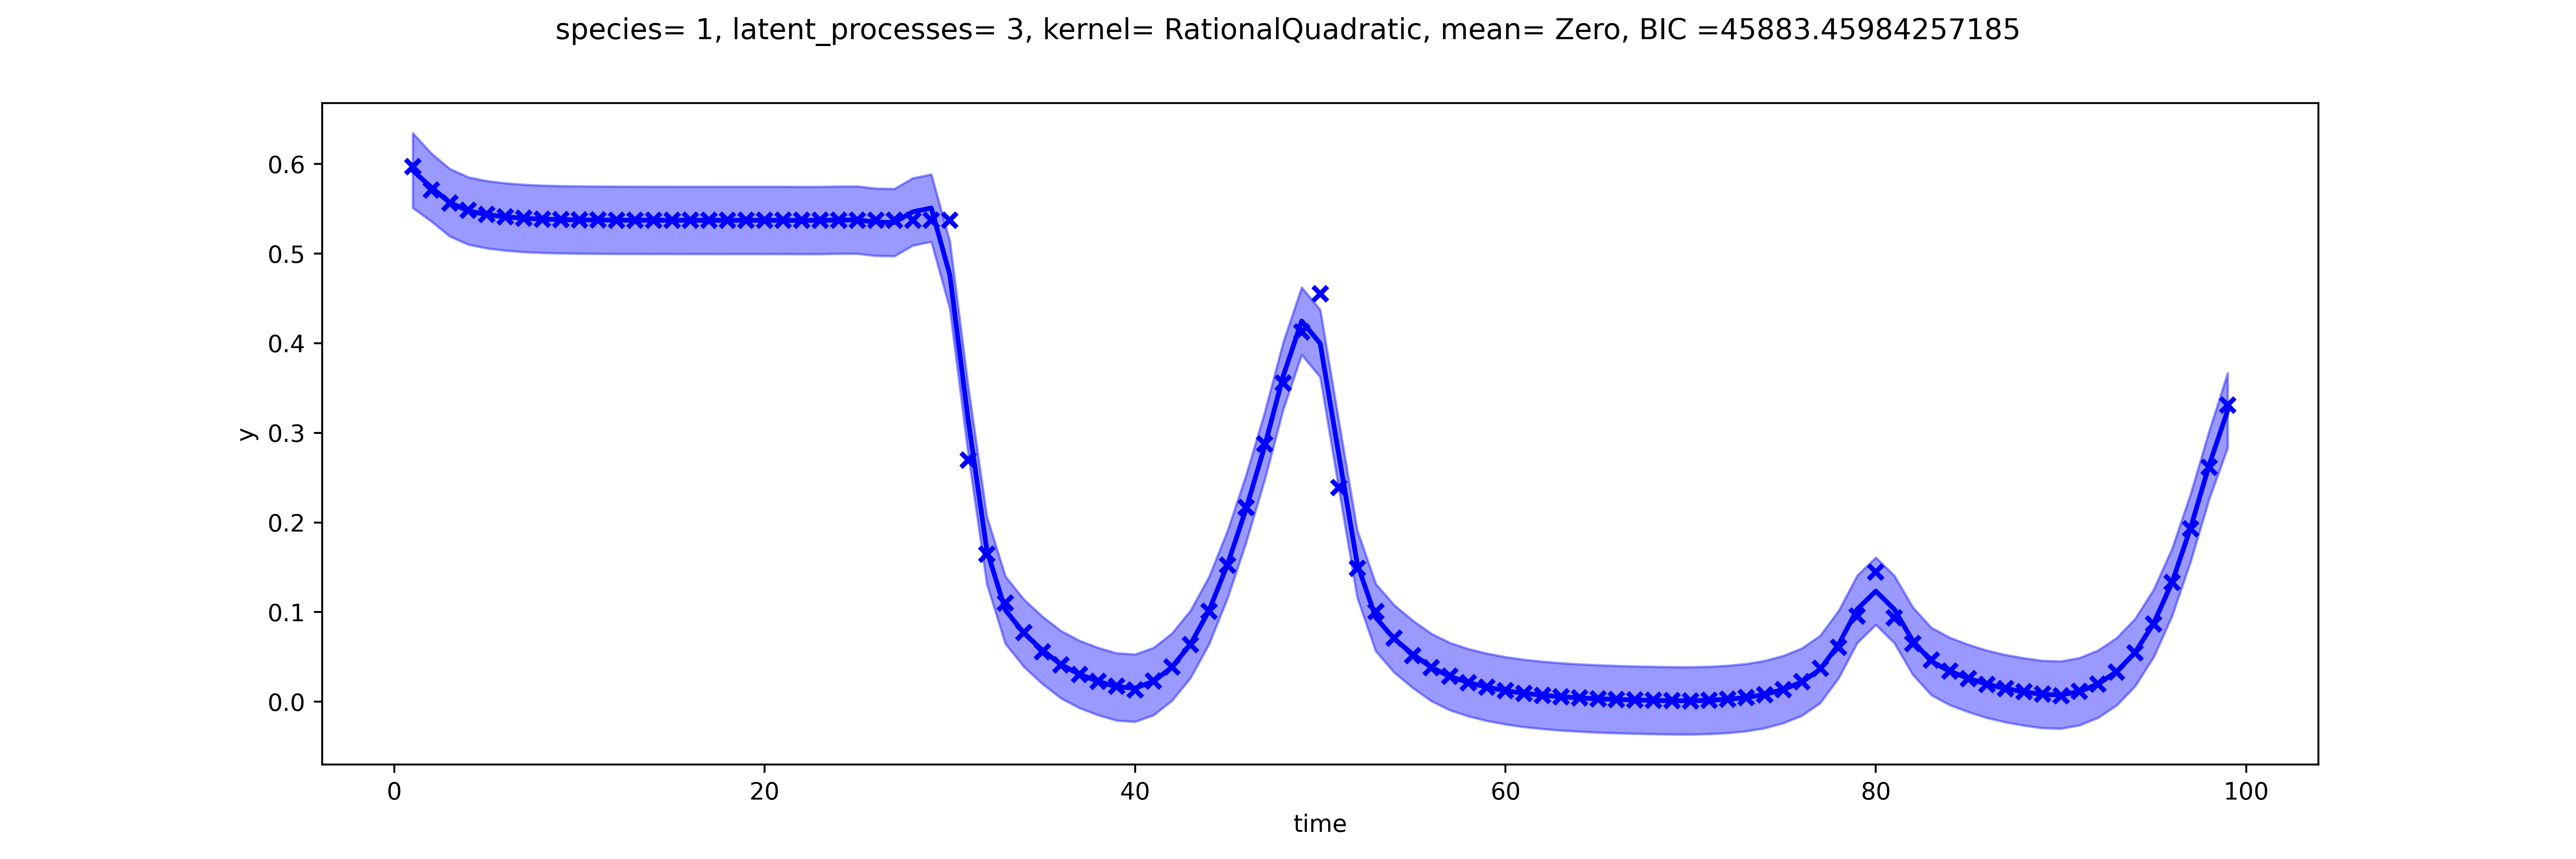 species= 1, latent_processes= 3, kernel= RationalQuadratic, mean= Zero, BIC =45883.45984257185
0.6
0.5
0.4
0.3
0.2
0.1
0.0
y
0 20 40 60 80 100
time